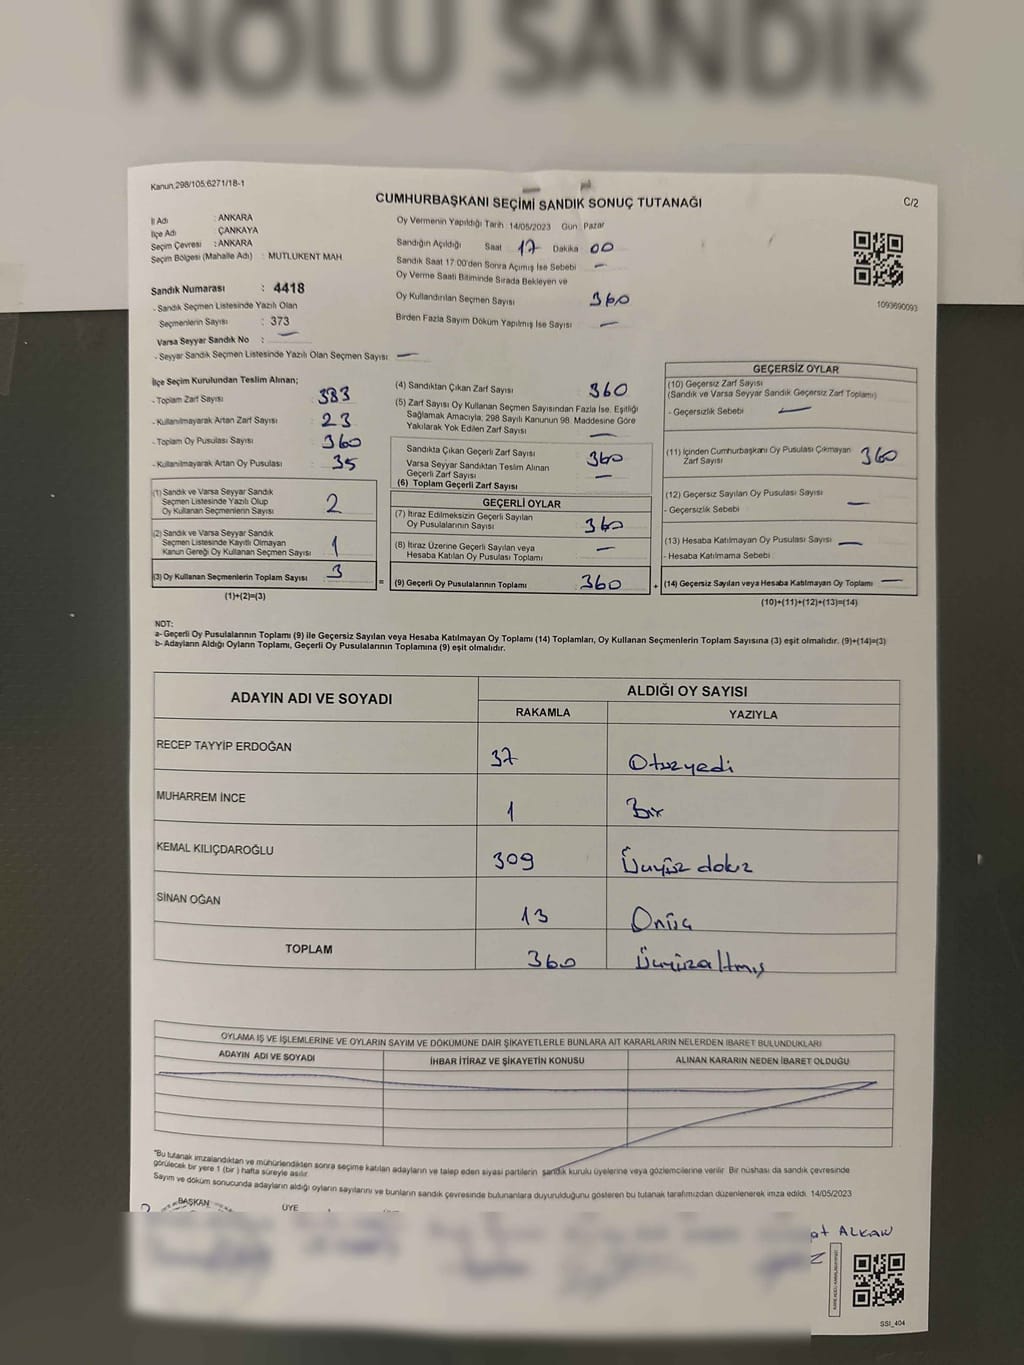 NOLU SANDIK
Kanun,298/105;6271/18-1
CUMHURBAŞKANI SEÇİMİ SANDIK SONUÇ TUTANAĞI
C/2
İl Adı : ANKARA
İlçe Adı : ÇANKAYA
Seçim Çevresi : ANKARA
Seçim Bölgesi (Mahalle Adı) : MUTLUKENT MAH.
Sandık Numarası : 4418
- Sandık Seçmen Listesinde Yazılı Olan
Seçmenlerin Sayısı : 373
Varsa Seyyar Sandık No : —
- Seyyar Sandık Seçmen Listesinde Yazılı Olan Seçmen Sayısı : —
Oy Vermenin Yapıldığı Tarih 14/05/2023 Gün Pazar
Sandığın Açıldığı Saat 17 Dakika 00
Sandık Saat 17:00'den Sonra Açımış İse Sebebi —
Oy Verme Saati Bitiminde Sırada Bekleyen ve
Oy Kullandırılan Seçmen Sayısı 360
Birden Fazla Sayım Döküm Yapılmış İse Sayısı —
1093690093
İlçe Seçim Kurulundan Teslim Alınan;
- Toplam Zarf Sayısı 383
- Kullanılmayarak Artan Zarf Sayısı 23
- Toplam Oy Pusulası Sayısı 360
- Kullanılmayarak Artan Oy Pusulası 35
(1) Sandık ve Varsa Seyyar Sandık
Seçmen Listesinde Yazılı Olup
Oy Kullanan Seçmenlerin Sayısı 2
(2) Sandık ve Varsa Seyyar Sandık
Seçmen Listesinde Kayıtlı Olmayan
Kanun Gereği Oy Kullanan Seçmen Sayısı 1
(3) Oy Kullanan Seçmenlerin Toplam Sayısı 3
(1)+(2)=(3)
=
(4) Sandıktan Çıkan Zarf Sayısı 360
(5) Zarf Sayısı Oy Kullanan Seçmen Sayısından Fazla İse, Eşitliği
Sağlamak Amacıyla, 298 Sayılı Kanunun 98. Maddesine Göre
Yakılarak Yok Edilen Zarf Sayısı —
Sandıkta Çıkan Geçerli Zarf Sayısı 360
Varsa Seyyar Sandıktan Teslim Alınan
Geçerli Zarf Sayısı —
(6) Toplam Geçerli Zarf Sayısı
GEÇERLİ OYLAR
(7) İtiraz Edilmeksizin Geçerli Sayılan
Oy Pusulalarının Sayısı 360
(8) İtiraz Üzerine Geçerli Sayılan veya
Hesaba Katılan Oy Pusulası Toplamı —
(9) Geçerli Oy Pusulalarının Toplamı 360
+
GEÇERSİZ OYLAR
(10) Geçersiz Zarf Sayısı
(Sandık ve Varsa Seyyar Sandık Geçersiz Zarf Toplamı)
- Geçersizlik Sebebi —
(11) İçinden Cumhurbaşkanı Oy Pusulası Çıkmayan
Zarf Sayısı 360
(12) Geçersiz Sayılan Oy Pusulası Sayısı
- Geçersizlik Sebebi —
(13) Hesaba Katılmayan Oy Pusulası Sayısı —
- Hesaba Katılmama Sebebi
(14) Geçersiz Sayılan veya Hesaba Katılmayan Oy Toplamı —
(10)+(11)+(12)+(13)=(14)
NOT:
a- Geçerli Oy Pusulalarının Toplamı (9) ile Geçersiz Sayılan veya Hesaba Katılmayan Oy Toplamı (14) Toplamları, Oy Kullanan Seçmenlerin Toplam Sayısına (3) eşit olmalıdır. (9)+(14)=(3)
b- Adayların Aldığı Oyların Toplamı, Geçerli Oy Pusulalarının Toplamına (9) eşit olmalıdır.
ADAYIN ADI VE SOYADI
ALDIĞI OY SAYISI
RAKAMLA
YAZIYLA
RECEP TAYYİP ERDOĞAN 37 Otuzyedi
MUHARREM İNCE 1 Bir
KEMAL KILIÇDAROĞLU 309 Üçyüz dokuz
SİNAN OĞAN 13 Onüç
TOPLAM 360 Üçyüzaltmış
OYLAMA İŞ VE İŞLEMLERİNE VE OYLARIN SAYIM VE DÖKÜMÜNE DAİR ŞİKAYETLERLE BUNLARA AİT KARARLARIN NELERDEN İBARET BULUNDUKLARI
ADAYIN ADI VE SOYADI
İHBAR İTİRAZ VE ŞİKAYETİN KONUSU
ALINAN KARARIN NEDEN İBARET OLDUĞU
"Bu tutanak imzalandıktan ve mühürlendikten sonra seçime katılan adayların ve talep eden siyasi partilerin sandık kurulu üyelerine veya gözlemcilerine verilir. Bir nüshası da sandık çevresinde
görülecek bir yere 1 (bir ) hafta süreyle asılır.
Sayım ve döküm sonucunda adayların aldığı oyların sayılarını ve bunların sandık çevresinde bulunanlara duyurulduğunu gösteren bu tutanak tarafımızdan düzenlenerek imza edildi. 14/05/2023
BAŞKAN
ÜYE
ALKAN
SSI_404